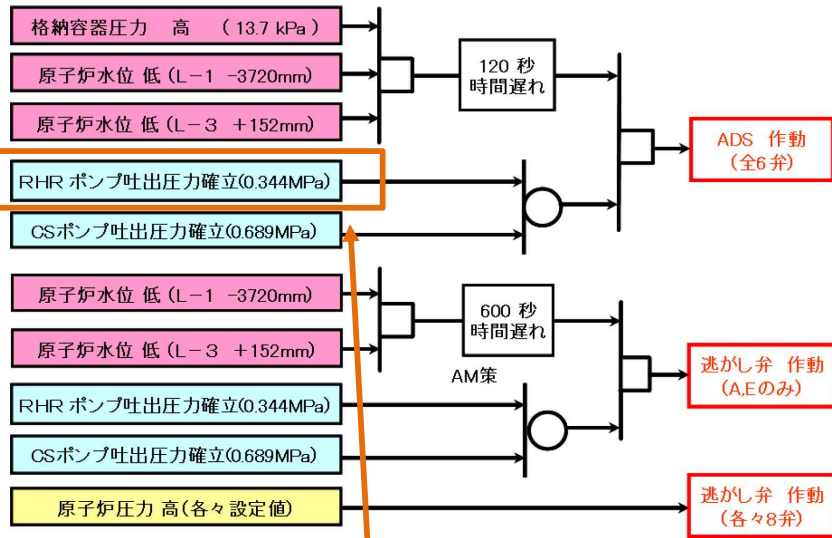 格納容器圧力 高 (13.7 kPa)
原子炉水位 低 (L-1 -3720mm)
原子炉水位 低 (L-3 +152mm)
120 秒
時間遅れ
RHR ポンプ吐出圧力確立(0.344MPa)
CSポンプ吐出圧力確立(0.689MPa)
ADS 作動
(全6弁)
原子炉水位 低 (L-1 -3720mm)
原子炉水位 低 (L-3 +152mm)
600 秒
時間遅れ
AM策
RHR ポンプ吐出圧力確立(0.344MPa)
CSポンプ吐出圧力確立(0.689MPa)
逃がし弁 作動
(A,Eのみ)
原子炉圧力 高(各々設定値)
逃がし弁 作動
(各々8弁)